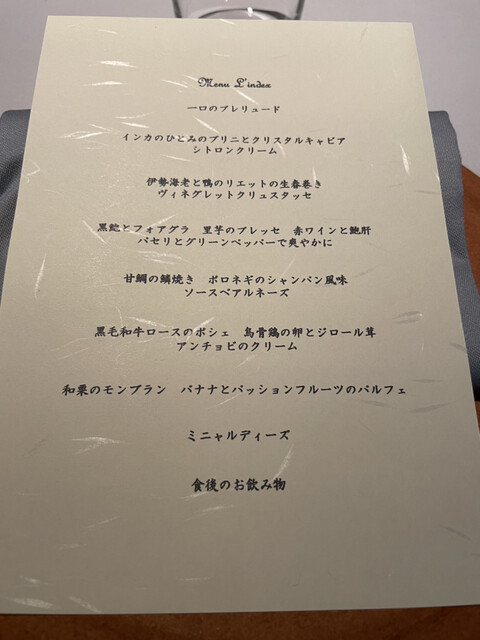 Menu L'index
一口のプレリュード
インカのひとみのブリニとクリスタルキャビア
シトロンクリーム
伊勢海老と鴨のリエットの生春巻き
ヴィネグレットクリュスタッセ
黒鮑とフォアグラ 里芋のブレッセ 赤ワインと鮑肝
パセリとグリーンペッパーで爽やかに
甘鯛の鱗焼き ポロネギのシャンパン風味
ソースベアルネーズ
黒毛和牛ロースのポシェ 烏骨鶏の卵とジロール茸
アンチョビのクリーム
和栗のモンブラン バナナとパッションフルーツのパルフェ
ミニャルディーズ
食後のお飲み物